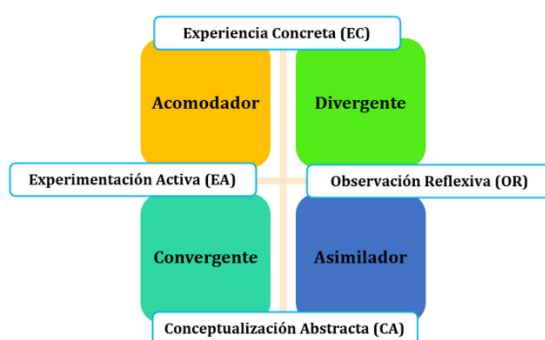 Experiencia Concreta (EC)
Acomodador
Divergente
Experimentación Activa (EA)
Observación Reflexiva (OR)
Convergente
Asimilador
Conceptualización Abstracta (CA)